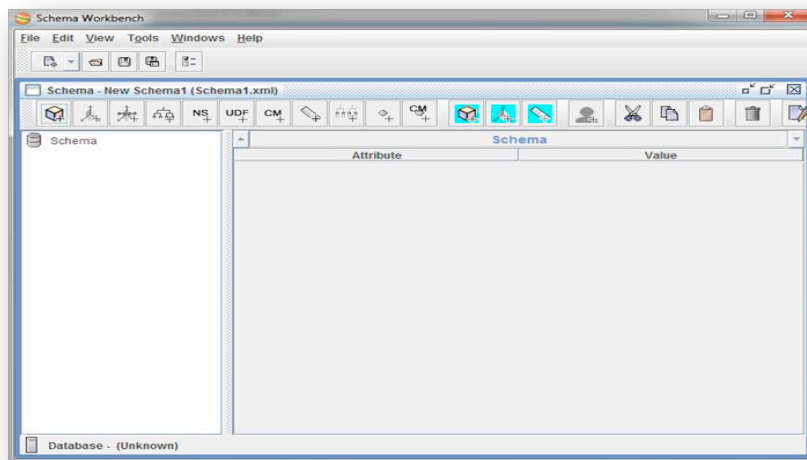 Schema Workbench
File Edit View Tools Windows Help
Schema - New Schema1 (Schema1.xml)
NS UDF CM CM
Schema
Schema
Attribute Value
Database - (Unknown)